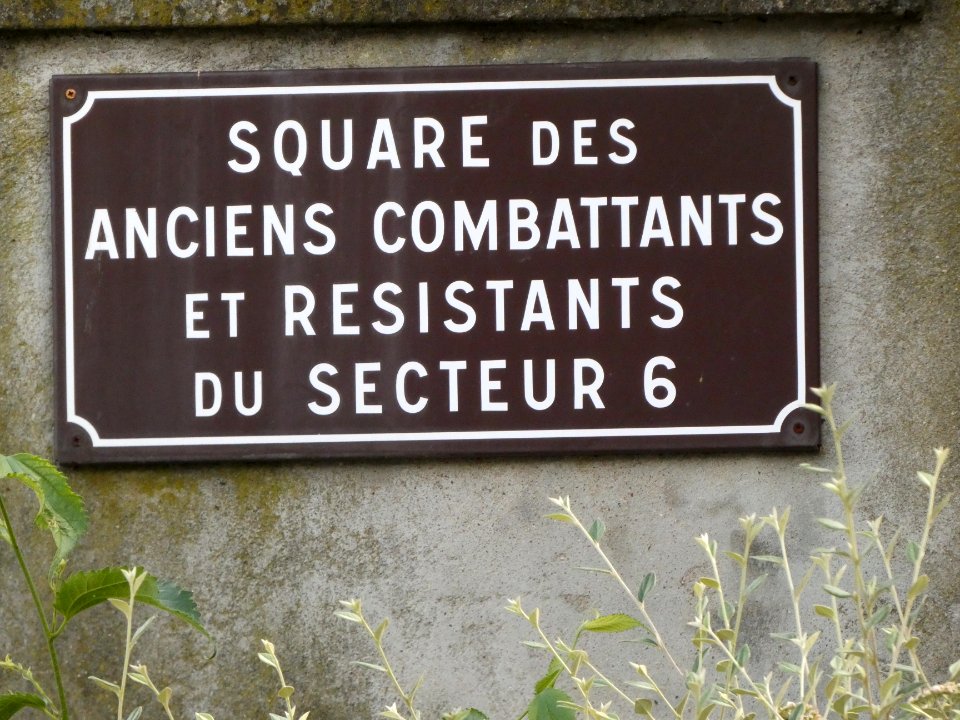 SQUARE DES
ANCIENS COMBATTANTS
ET RESISTANTS
DU SECTEUR 6